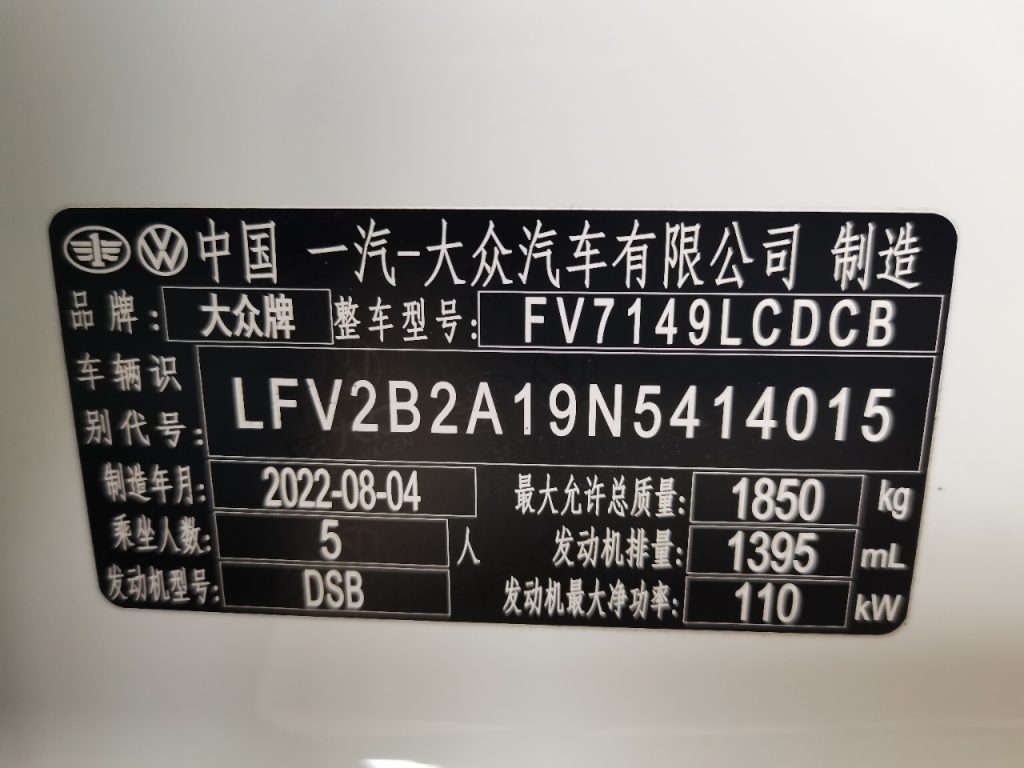 中国 一汽-大众汽车有限公司 制造
品牌: 大众牌 整车型号: FV7149LCDCB
车辆识别代号: LFV2B2A19N5414015
制造年月: 2022-08-04 最大允许总质量: 1850 kg
乘坐人数: 5 人 发动机排量: 1395 mL
发动机型号: DSB 发动机最大净功率: 110 kW